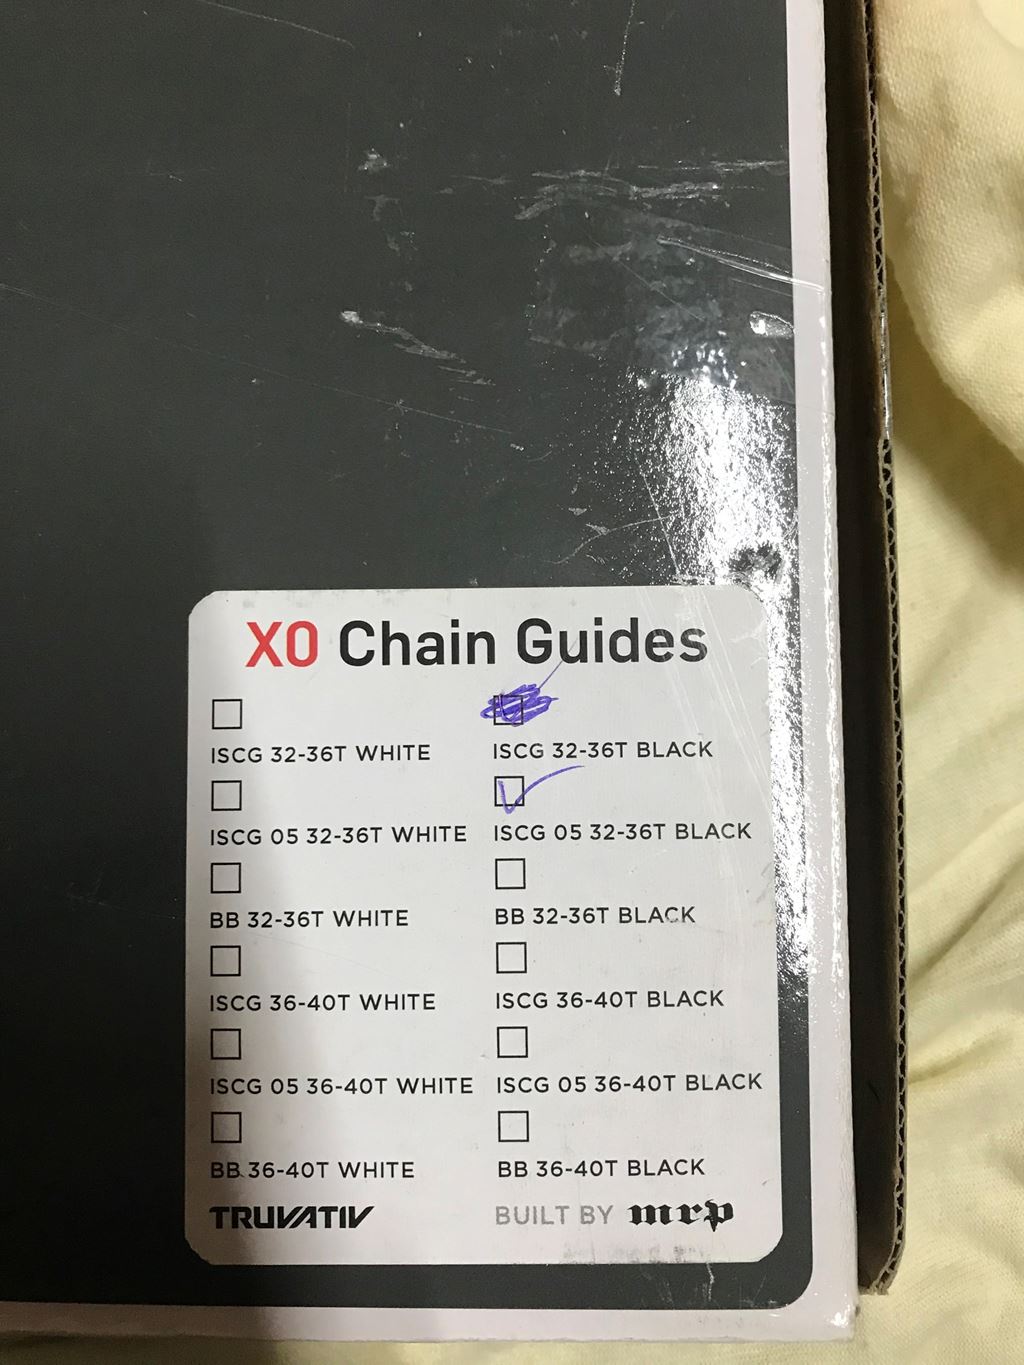 X0 Chain Guides
ISCG 32-36T WHITE
ISCG 32-36T BLACK
ISCG 05 32-36T WHITE
ISCG 05 32-36T BLACK
BB 32-36T WHITE
BB 32-36T BLACK
ISCG 36-40T WHITE
ISCG 36-40T BLACK
ISCG 05 36-40T WHITE
ISCG 05 36-40T BLACK
BB 36-40T WHITE
BB 36-40T BLACK
TRUVATIV
BUILT BY mrp